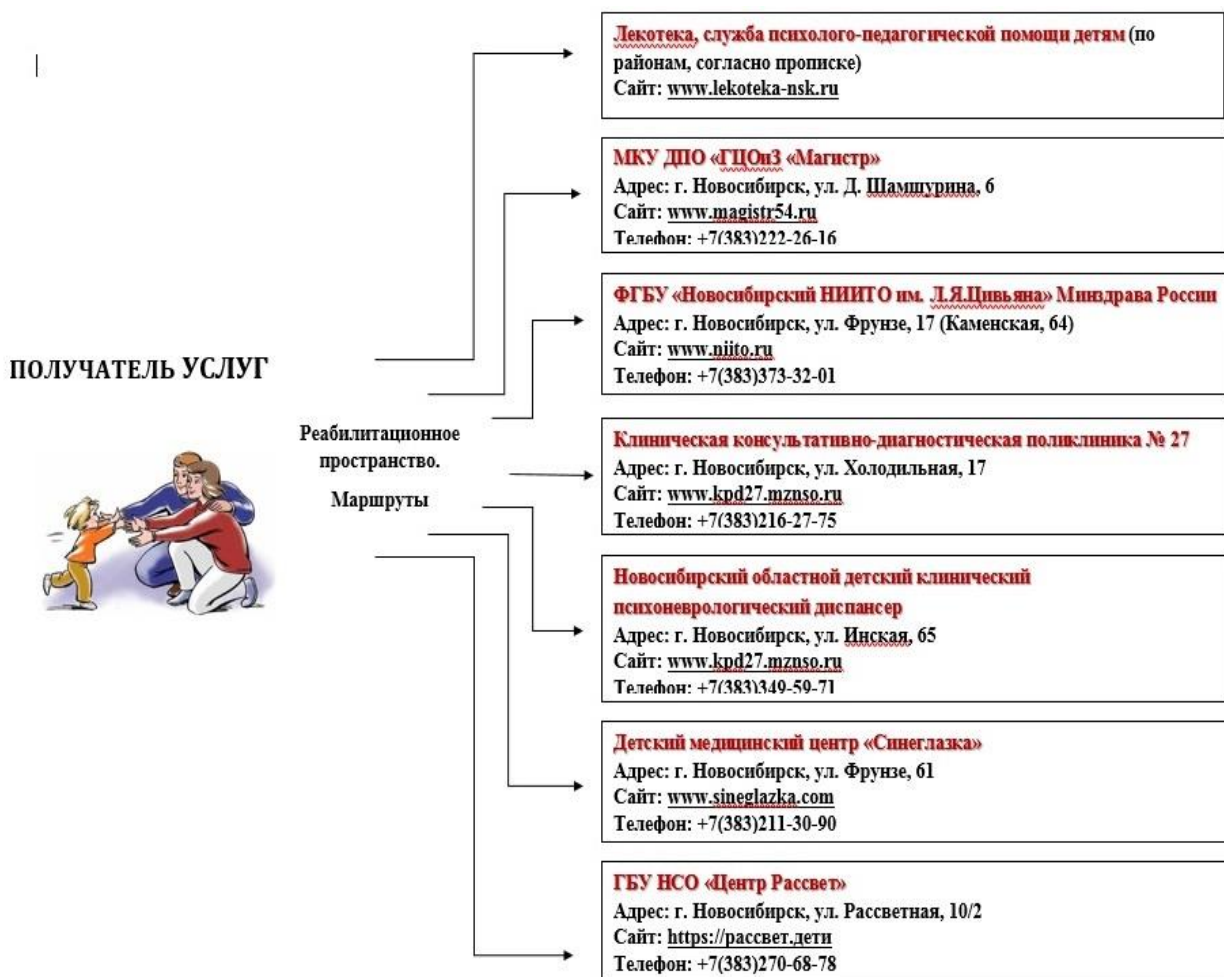 ПОЛУЧАТЕЛЬ УСЛУГ
Реабилитационное
пространство.
Маршруты
Лекотека, служба психолого-педагогической помощи детям (по
районам, согласно прописке)
Сайт: www.lekoteka-nsk.ru
МКУ ДПО «ГЦОиЗ «Магистр»
Адрес: г. Новосибирск, ул. Д. Шамшурина, 6
Сайт: www.magistr54.ru
Телефон: +7(383)222-26-16
ФГБУ «Новосибирский НИИТО им. Л.Я.Цивьяна» Минздрава России
Адрес: г. Новосибирск, ул. Фрунзе, 17 (Каменская, 64)
Сайт: www.niito.ru
Телефон: +7(383)373-32-01
Клиническая консультативно-диагностическая поликлиника № 27
Адрес: г. Новосибирск, ул. Холодильная, 17
Сайт: www.kpd27.mznso.ru
Телефон: +7(383)216-27-75
Новосибирский областной детский клинический
психоневрологический диспансер
Адрес: г. Новосибирск, ул. Инская, 65
Сайт: www.kpd27.mznso.ru
Телефон: +7(383)349-59-71
Детский медицинский центр «Синеглазка»
Адрес: г. Новосибирск, ул. Фрунзе, 61
Сайт: www.sineglazka.com
Телефон: +7(383)211-30-90
ГБУ НСО «Центр Рассвет»
Адрес: г. Новосибирск, ул. Рассветная, 10/2
Сайт: https://рассвет.дети
Телефон: +7(383)270-68-78